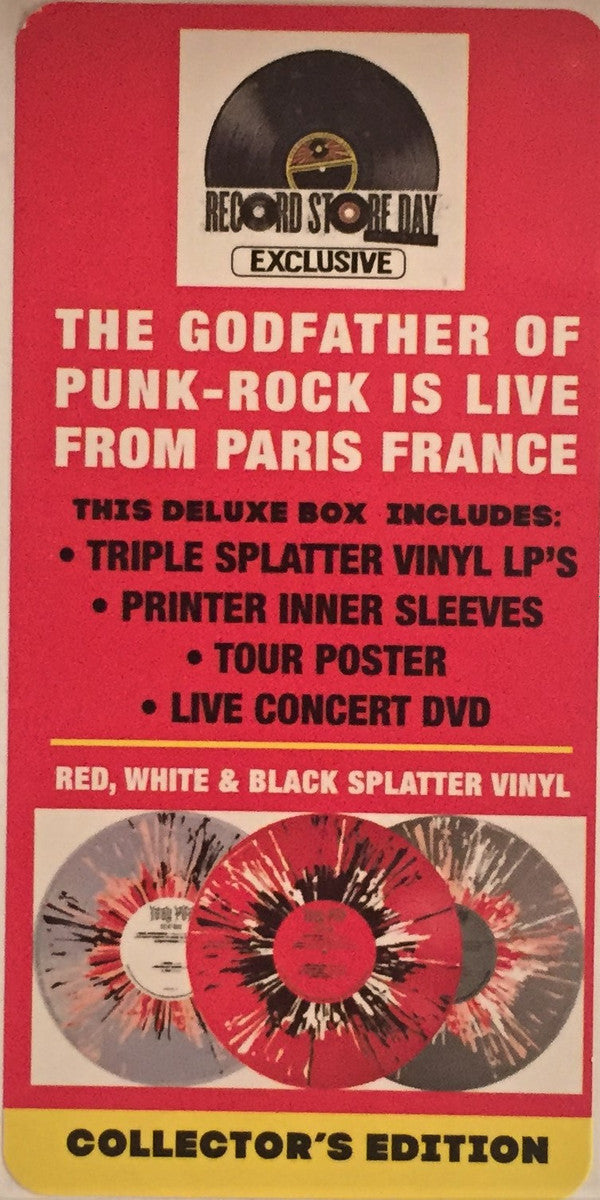 RECORD STORE DAY
EXCLUSIVE
THE GODFATHER OF
PUNK-ROCK IS LIVE
FROM PARIS FRANCE
THIS DELUXE BOX INCLUDES:
• TRIPLE SPLATTER VINYL LP'S
• PRINTER INNER SLEEVES
• TOUR POSTER
• LIVE CONCERT DVD
RED, WHITE & BLACK SPLATTER VINYL
COLLECTOR'S EDITION